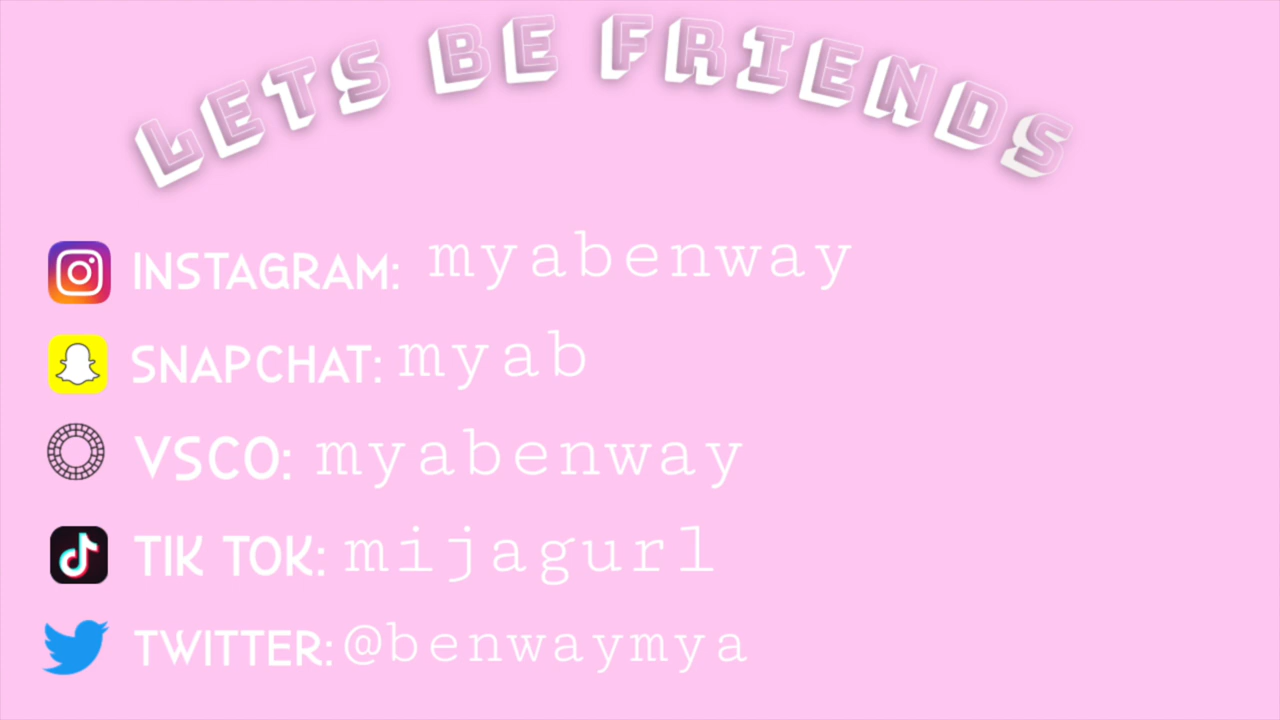 LETS BE FRIENDS
INSTAGRAM: myabenway
SNAPCHAT: myab
VSCO: myabenway
TIK TOK: mijagurl
TWITTER: @benwaymya